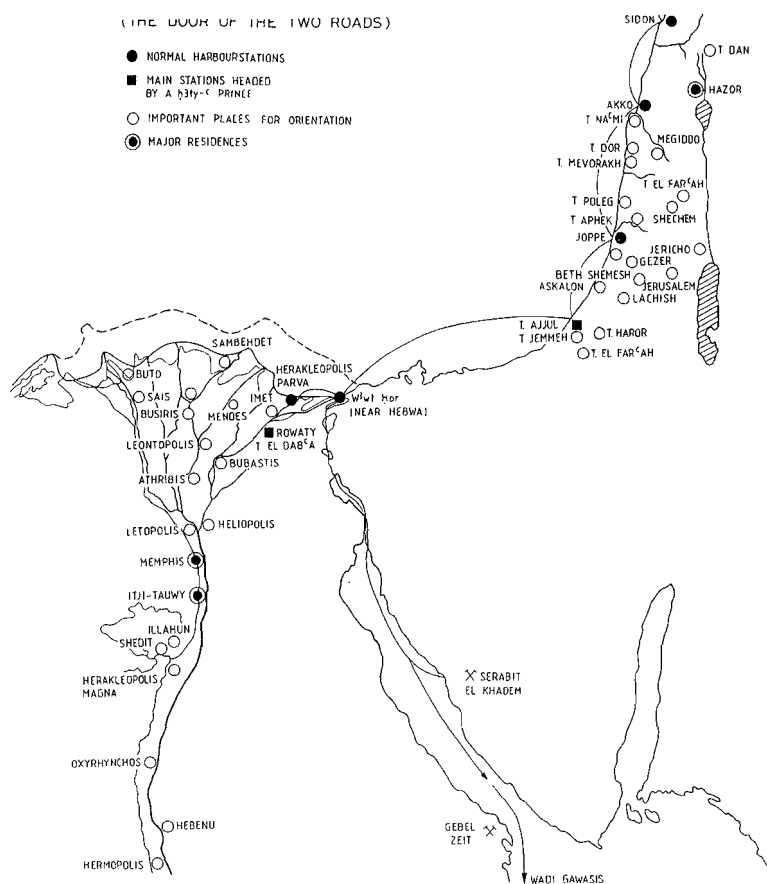 (THE DOOR OF THE TWO ROADS)
NORMAL HARBOURSTATIONS
MAIN STATIONS HEADED
BY A ḥ3ty-ᶜ PRINCE
IMPORTANT PLACES FOR ORIENTATION
MAJOR RESIDENCES
SIDON
T DAN
HAZOR
AKKO
T NAᶜMI
MEGIDDO
T. DOR
T. MEVORAKH
T EL FARᶜAH
T POLEG
T APHEK
SHECHEM
JOPPE
JERICHO
GEZER
BETH SHEMESH
JERUSALEM
ASKALON
LACHISH
T. AJJUL
T. HAROR
T JEMMEH
T. EL FARᶜAH
SAMBEHDET
HERAKLEOPOLIS
PARVA
BUTO
IMET
SAIS
MENDES
BUSIRIS
(NEAR HEBWA)
ROWATY
T EL DABᶜA
LEONTOPOLIS
BUBASTIS
ATHRIBIS
LETOPOLIS
HELIOPOLIS
MEMPHIS
ITJI-TAUWY
ILLAHUN
SHEDIT
HERAKLEOPOLIS
MAGNA
SERABIT
EL KHADEM
OXYRHYNCHOS
HEBENU
GEBEL
ZEIT
HERMOPOLIS
WADI GAWASIS